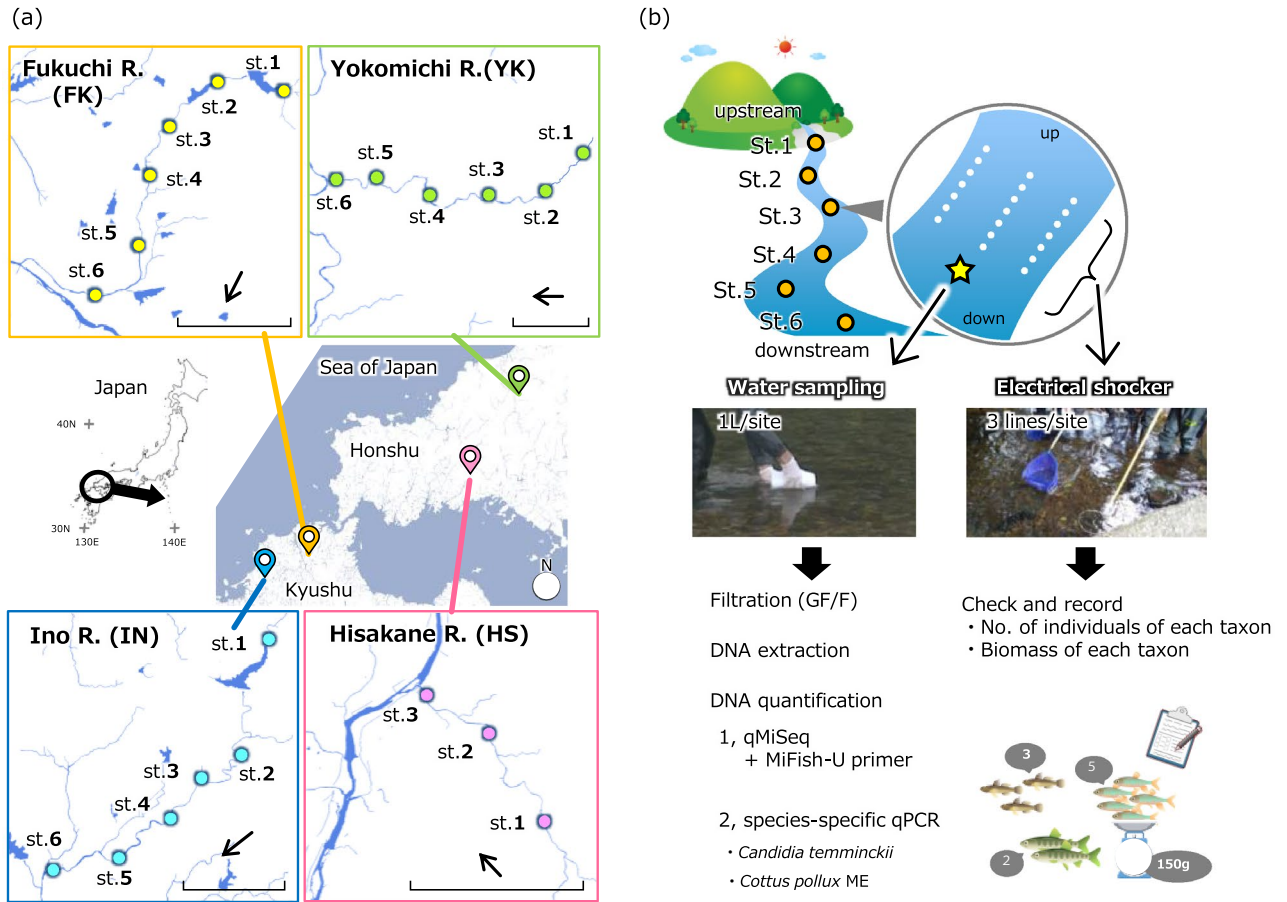 (a)
Fukuchi R.
(FK)
st.1
st.2
st.3
st.4
st.5
st.6
Yokomichi R.(YK)
st.1
st.5
st.3
st.6
st.4
st.2
Japan
40N
30N
130E
140E
Sea of Japan
Honshu
Kyushu
N
Ino R. (IN)
st.1
st.3
st.2
st.4
st.6
st.5
Hisakane R. (HS)
st.3
st.2
st.1
(b)
upstream
St.1
St.2
St.3
St.4
St.5
St.6
downstream
up
down
Water sampling
1L/site
Electrical shocker
3 lines/site
Filtration (GF/F)
DNA extraction
DNA quantification
1, qMiSeq
+ MiFish-U primer
2, species-specific qPCR
・Candidia temminckii
・Cottus pollux ME
Check and record
・No. of individuals of each taxon
・Biomass of each taxon
3
5
2
150g